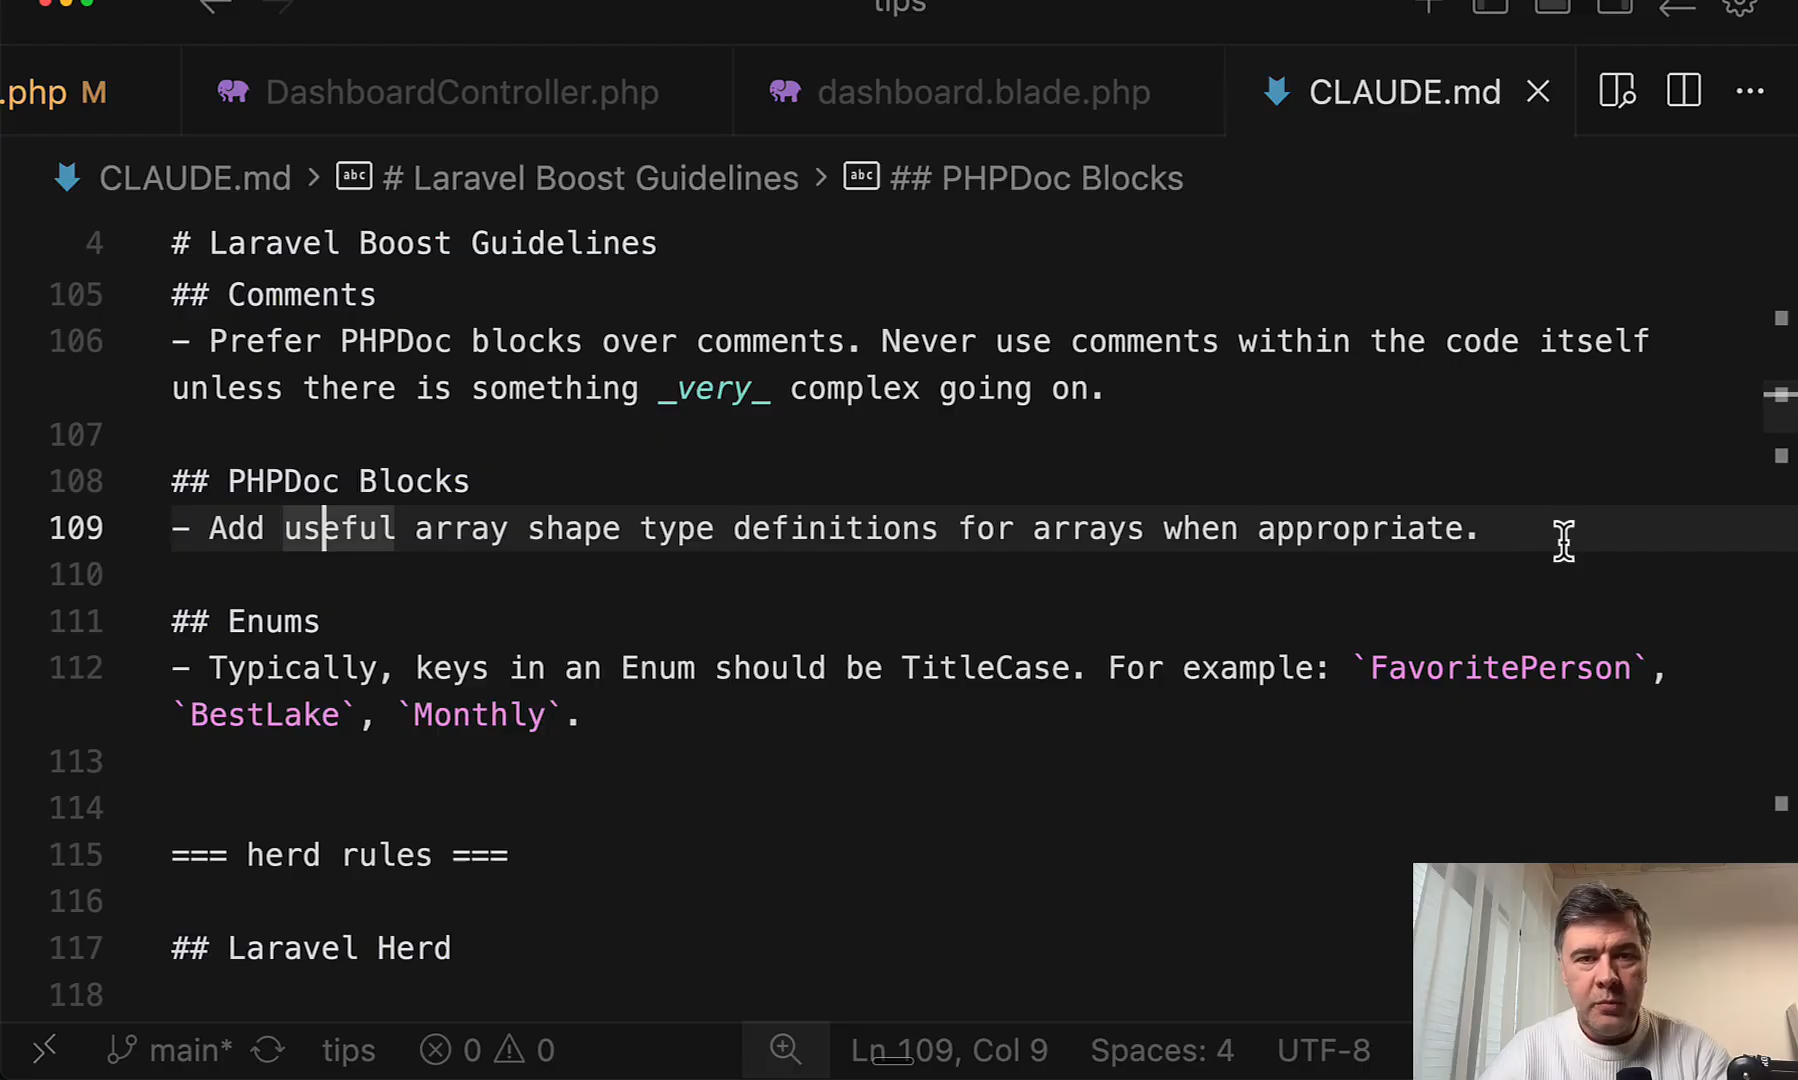 tips
.php M
DashboardController.php
dashboard.blade.php
CLAUDE.md
CLAUDE.md > abc # Laravel Boost Guidelines > abc ## PHPDoc Blocks
4 # Laravel Boost Guidelines
105 ## Comments
106 - Prefer PHPDoc blocks over comments. Never use comments within the code itself
unless there is something _very_ complex going on.
107
108 ## PHPDoc Blocks
109 - Add useful array shape type definitions for arrays when appropriate.
110
111 ## Enums
112 - Typically, keys in an Enum should be TitleCase. For example: `FavoritePerson`,
`BestLake`, `Monthly`.
113
114
115 === herd rules ===
116
117 ## Laravel Herd
118
main* tips 0 0 Ln 109, Col 9 Spaces: 4 UTF-8